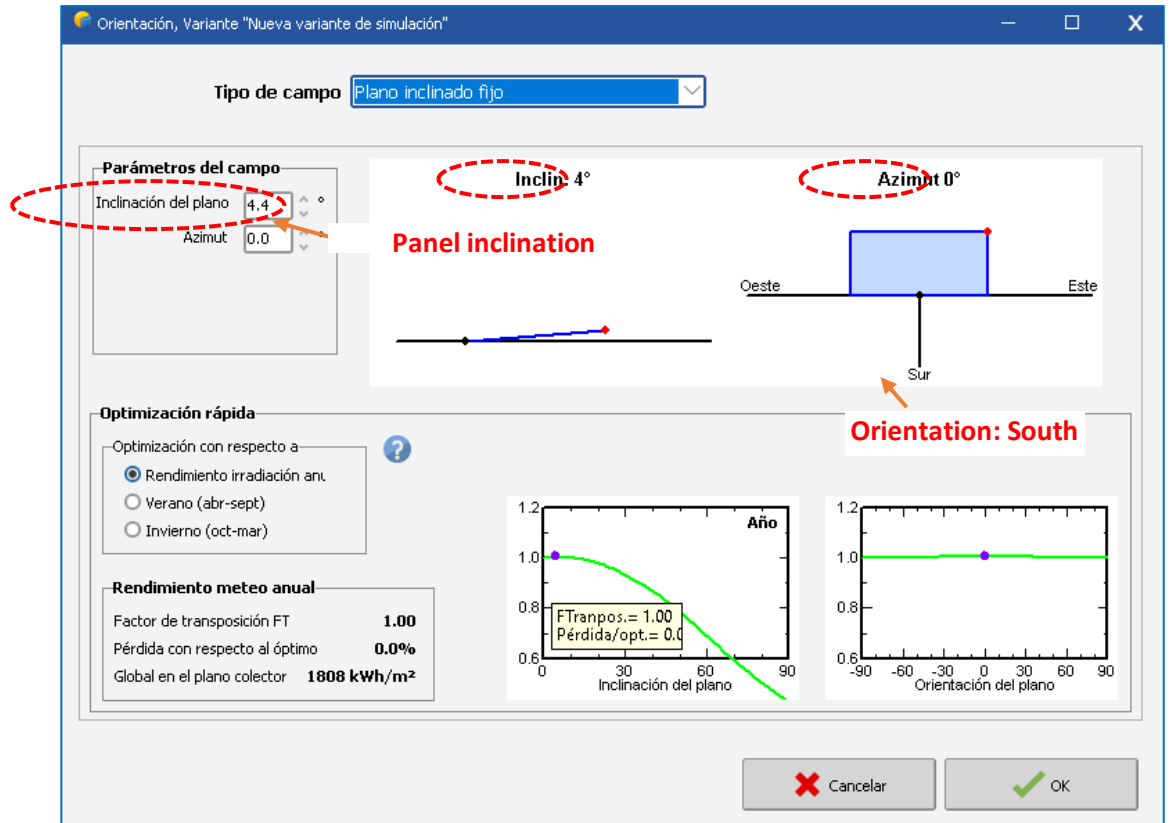 Orientación, Variante "Nueva variante de simulación"
Tipo de campo Plano inclinado fijo
Parámetros del campo
Inclinación del plano 4.4 °
Azimut 0.0 °
Inclin. 4°
Azimut 0°
Panel inclination
Oeste
Este
Sur
Orientation: South
Optimización rápida
Optimización con respecto a
Rendimiento irradiación anu
Verano (abr-sept)
Invierno (oct-mar)
?
Rendimiento meteo anual
Factor de transposición FT 1.00
Pérdida con respecto al óptimo 0.0%
Global en el plano colector 1808 kWh/m²
Año
1.2
1.0
0.8
0.6
FTranpos.= 1.00
Pérdida/opt.= 0.0
0 30 60 90
Inclinación del plano
1.2
1.0
0.8
0.6
-90 -60 -30 0 30 60 90
Orientación del plano
Cancelar
OK